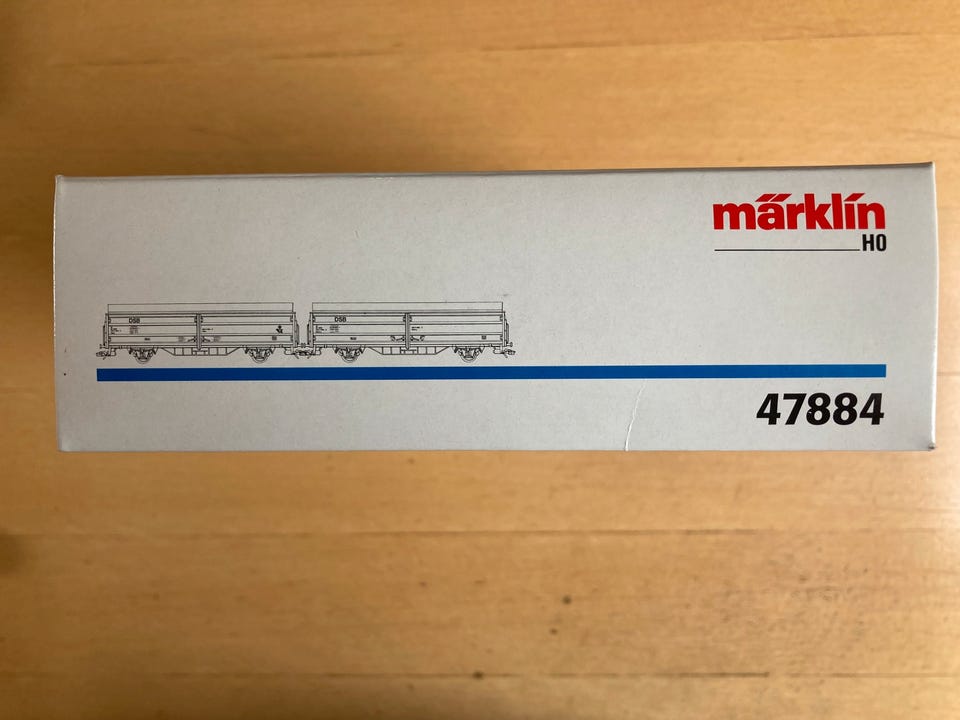 märklin
H0
DSB
DSB
47884